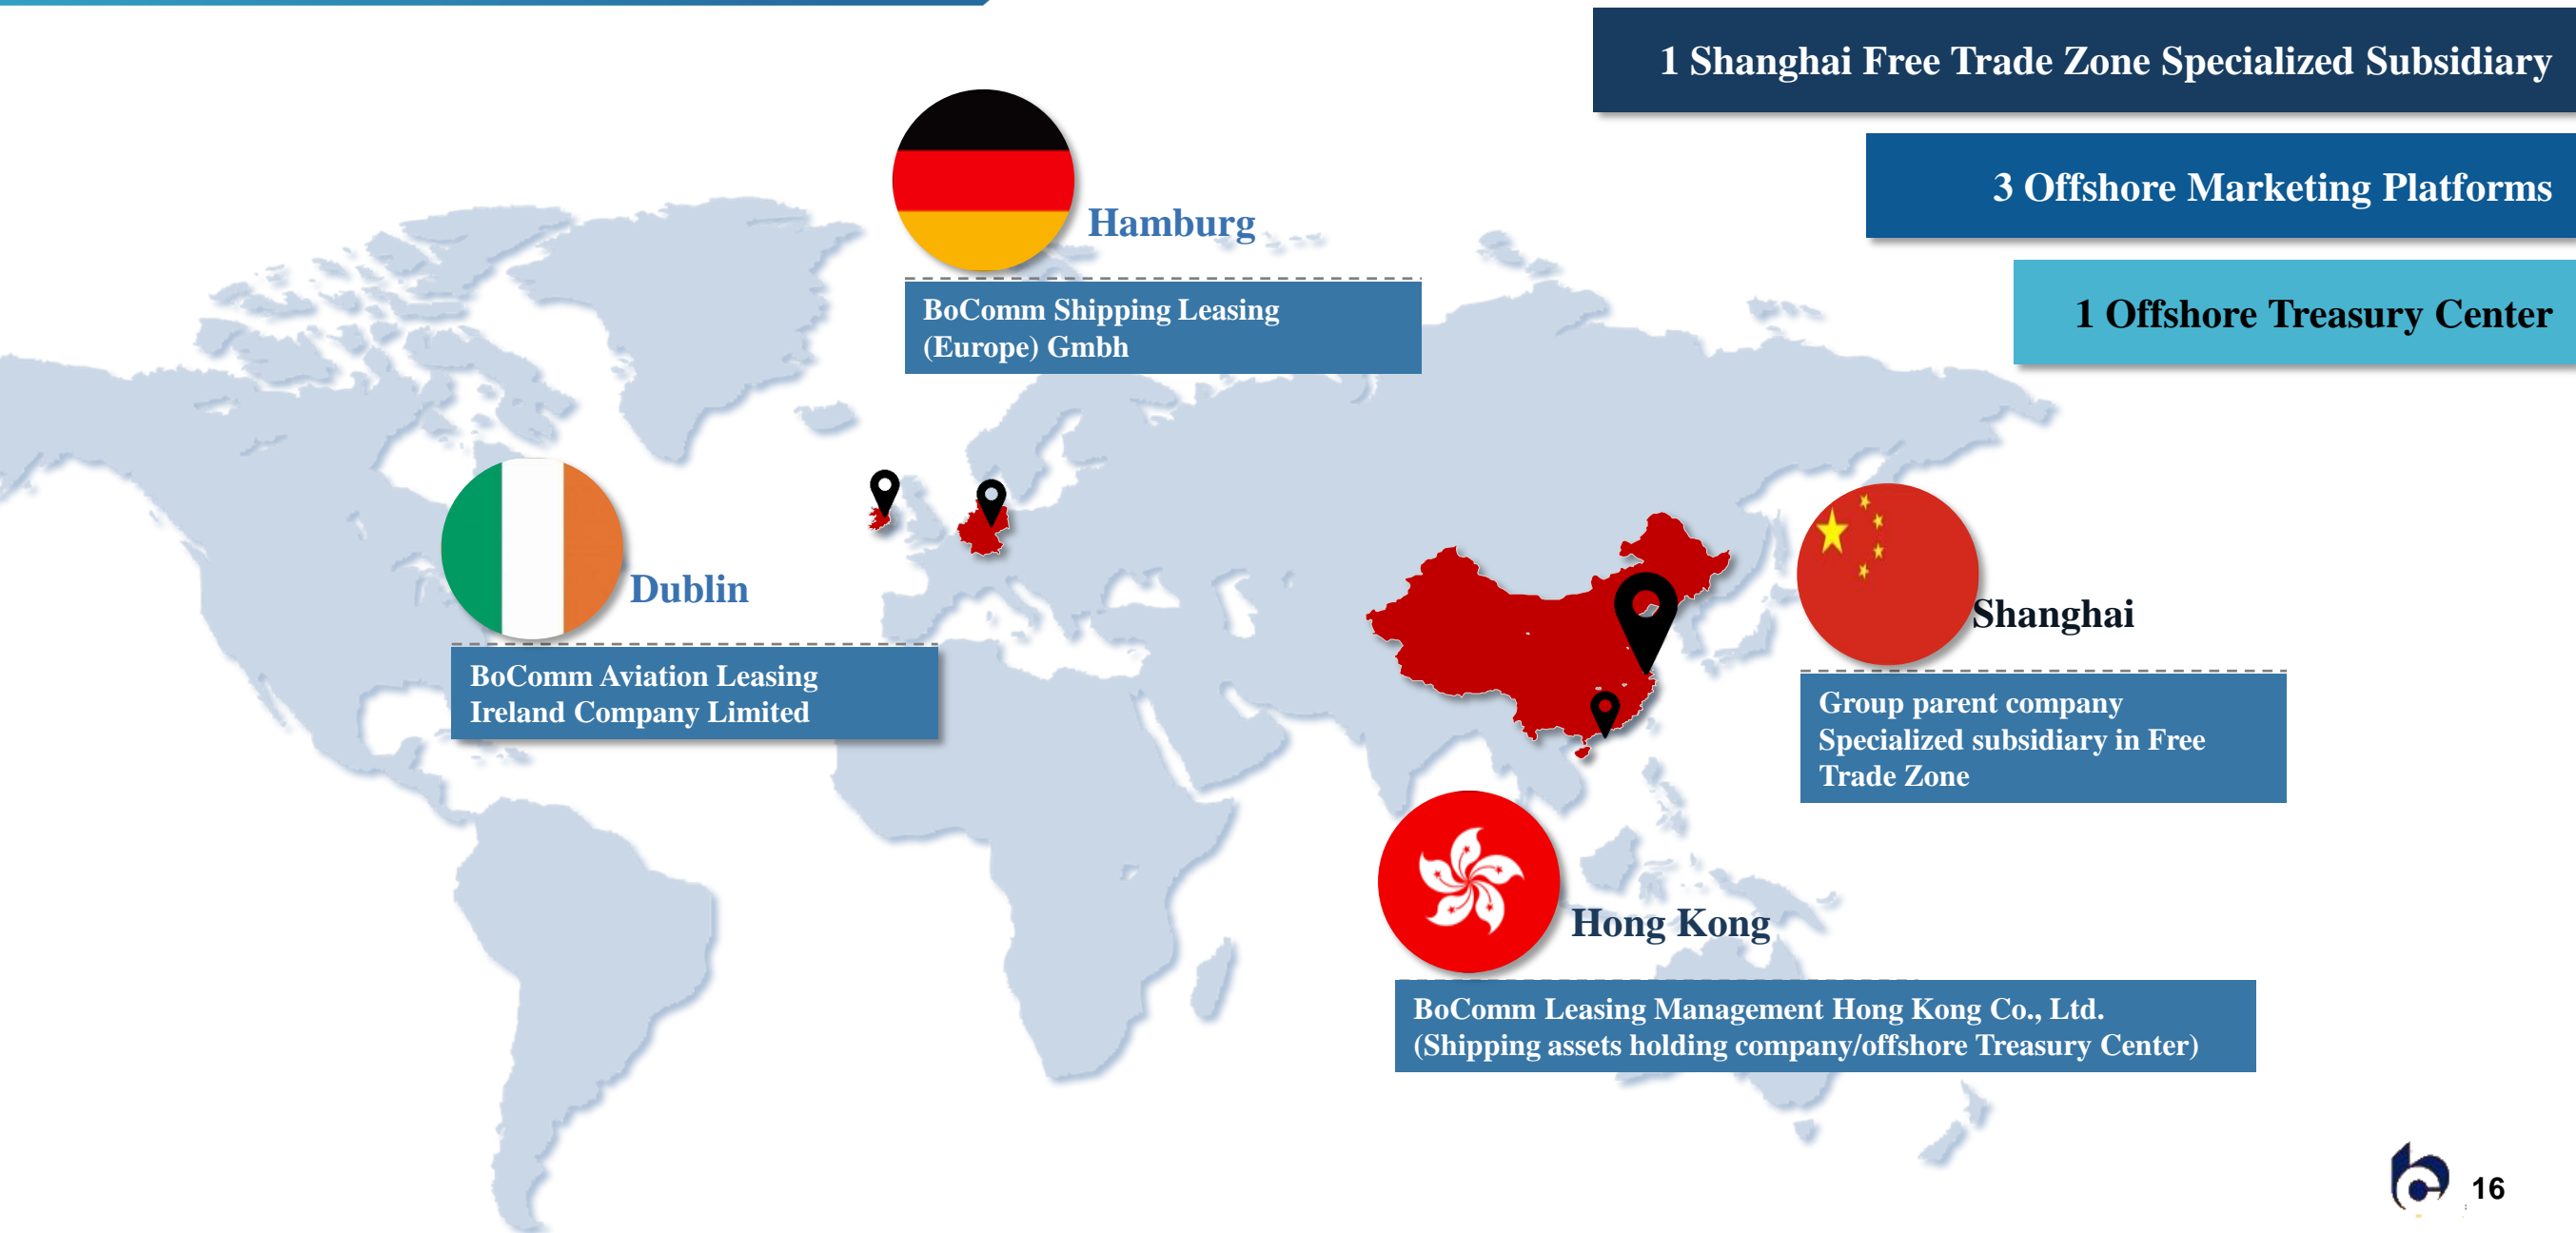 1 Shanghai Free Trade Zone Specialized Subsidiary
3 Offshore Marketing Platforms
1 Offshore Treasury Center
Hamburg
BoComm Shipping Leasing
(Europe) Gmbh
Dublin
BoComm Aviation Leasing
Ireland Company Limited
Shanghai
Group parent company
Specialized subsidiary in Free
Trade Zone
Hong Kong
BoComm Leasing Management Hong Kong Co., Ltd.
(Shipping assets holding company/offshore Treasury Center)
16